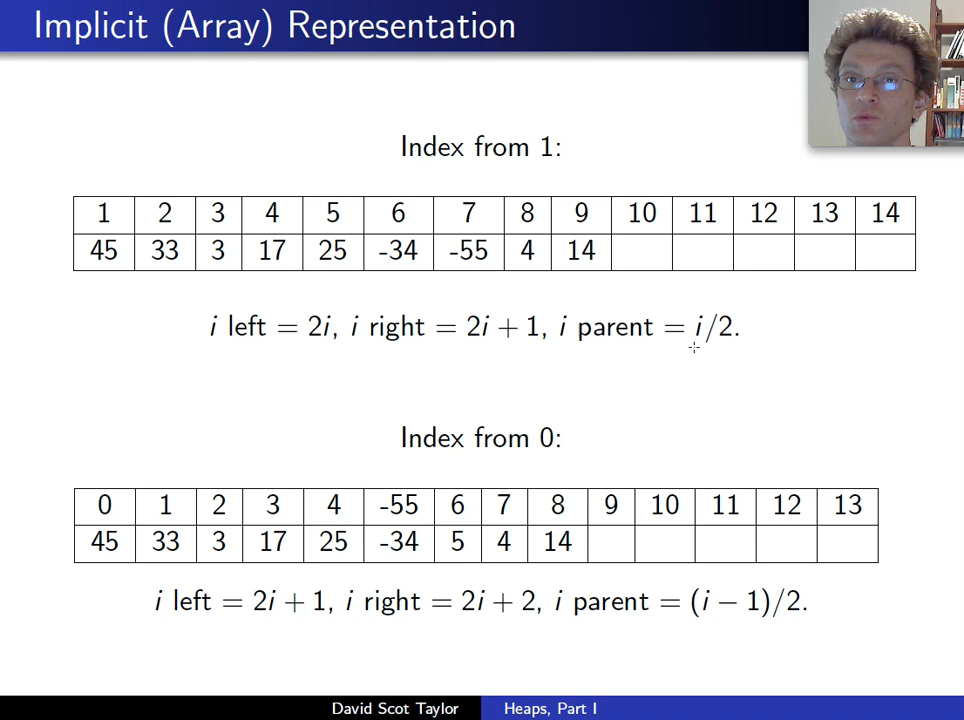 Implicit (Array) Representation
Index from 1:
1 2 3 4 5 6 7 8 9 10 11 12 13 14
45 33 3 17 25 -34 -55 4 14
i left = 2i, i right = 2i + 1, i parent = i/2.
Index from 0:
0 1 2 3 4 -55 6 7 8 9 10 11 12 13
45 33 3 17 25 -34 5 4 14
i left = 2i + 1, i right = 2i + 2, i parent = (i − 1)/2.
David Scot Taylor Heaps, Part I